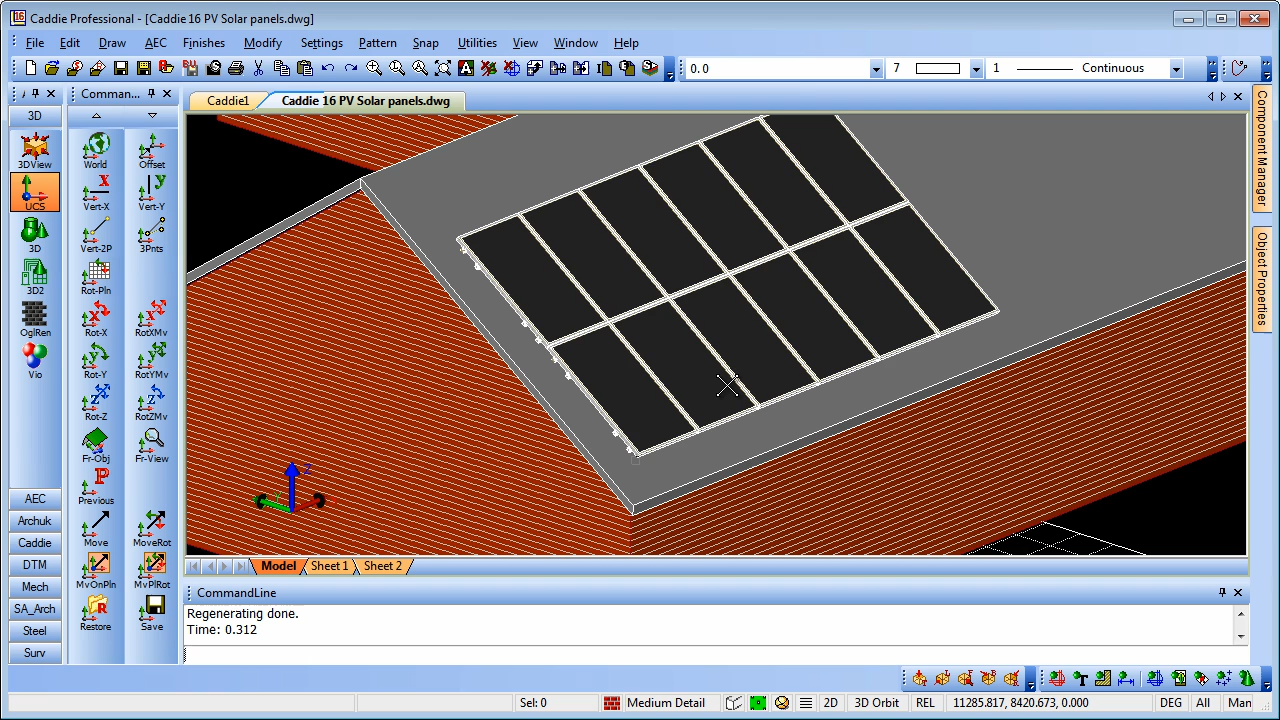 16 Caddie Professional - [Caddie 16 PV Solar panels.dwg]
File Edit Draw AEC Finishes Modify Settings Pattern Snap Utilities View Window Help
0. 0 7 1 Continuous
Comman...
Caddie1 Caddie 16 PV Solar panels.dwg
3D
3DView World Offset
UCS Vert-X Vert-Y
3D Vert-2P 3Pnts
3D2 Rot-Pln
OglRen Rot-X RotXMv
Vio Rot-Y RotYMv
Rot-Z RotZMv
Fr-Obj Fr-View
Previous
Move MoveRot
MvOnPln MvPlRot
Restore Save
AEC
Archuk
Caddie
DTM
Mech
SA_Arch
Steel
Surv
Component Manager
Object Properties
Z
Model Sheet 1 Sheet 2
CommandLine
Regenerating done.
Time: 0.312
Sel: 0 Medium Detail 2D 3D Orbit REL 11285.817, 8420.973, 0.000 DEG All Man